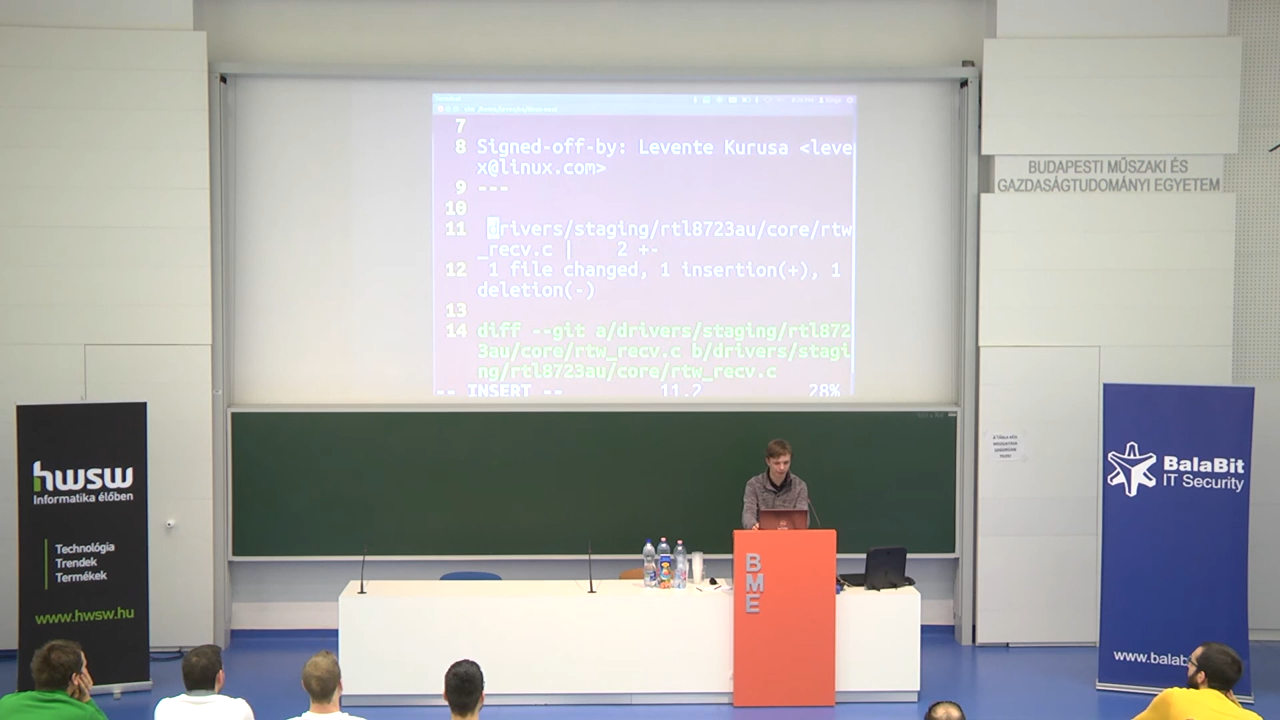 7
8 Signed-off-by: Levente Kurusa <leve
x@linux.com>
9 ---
10
11 drivers/staging/rtl8723au/core/rtw
_recv.c | 2 +-
12 1 file changed, 1 insertion(+), 1
deletion(-)
13
14 diff --git a/drivers/staging/rtl872
3au/core/rtw_recv.c b/drivers/stagi
ng/rtl8723au/core/rtw_recv.c
-- INSERT -- 11,2 28%
BUDAPESTI MŰSZAKI ÉS
GAZDASÁGTUDOMÁNYI EGYETEM
hwsw
Informatika élőben
Technológia
Trendek
Termékek
www.hwsw.hu
BME
BalaBit
IT Security
www.balab